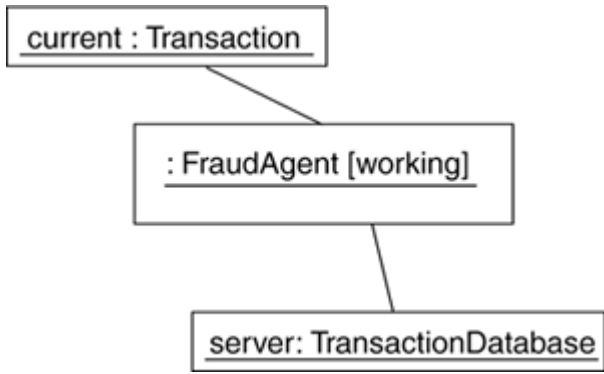 current : Transaction
: FraudAgent [working]
server: TransactionDatabase